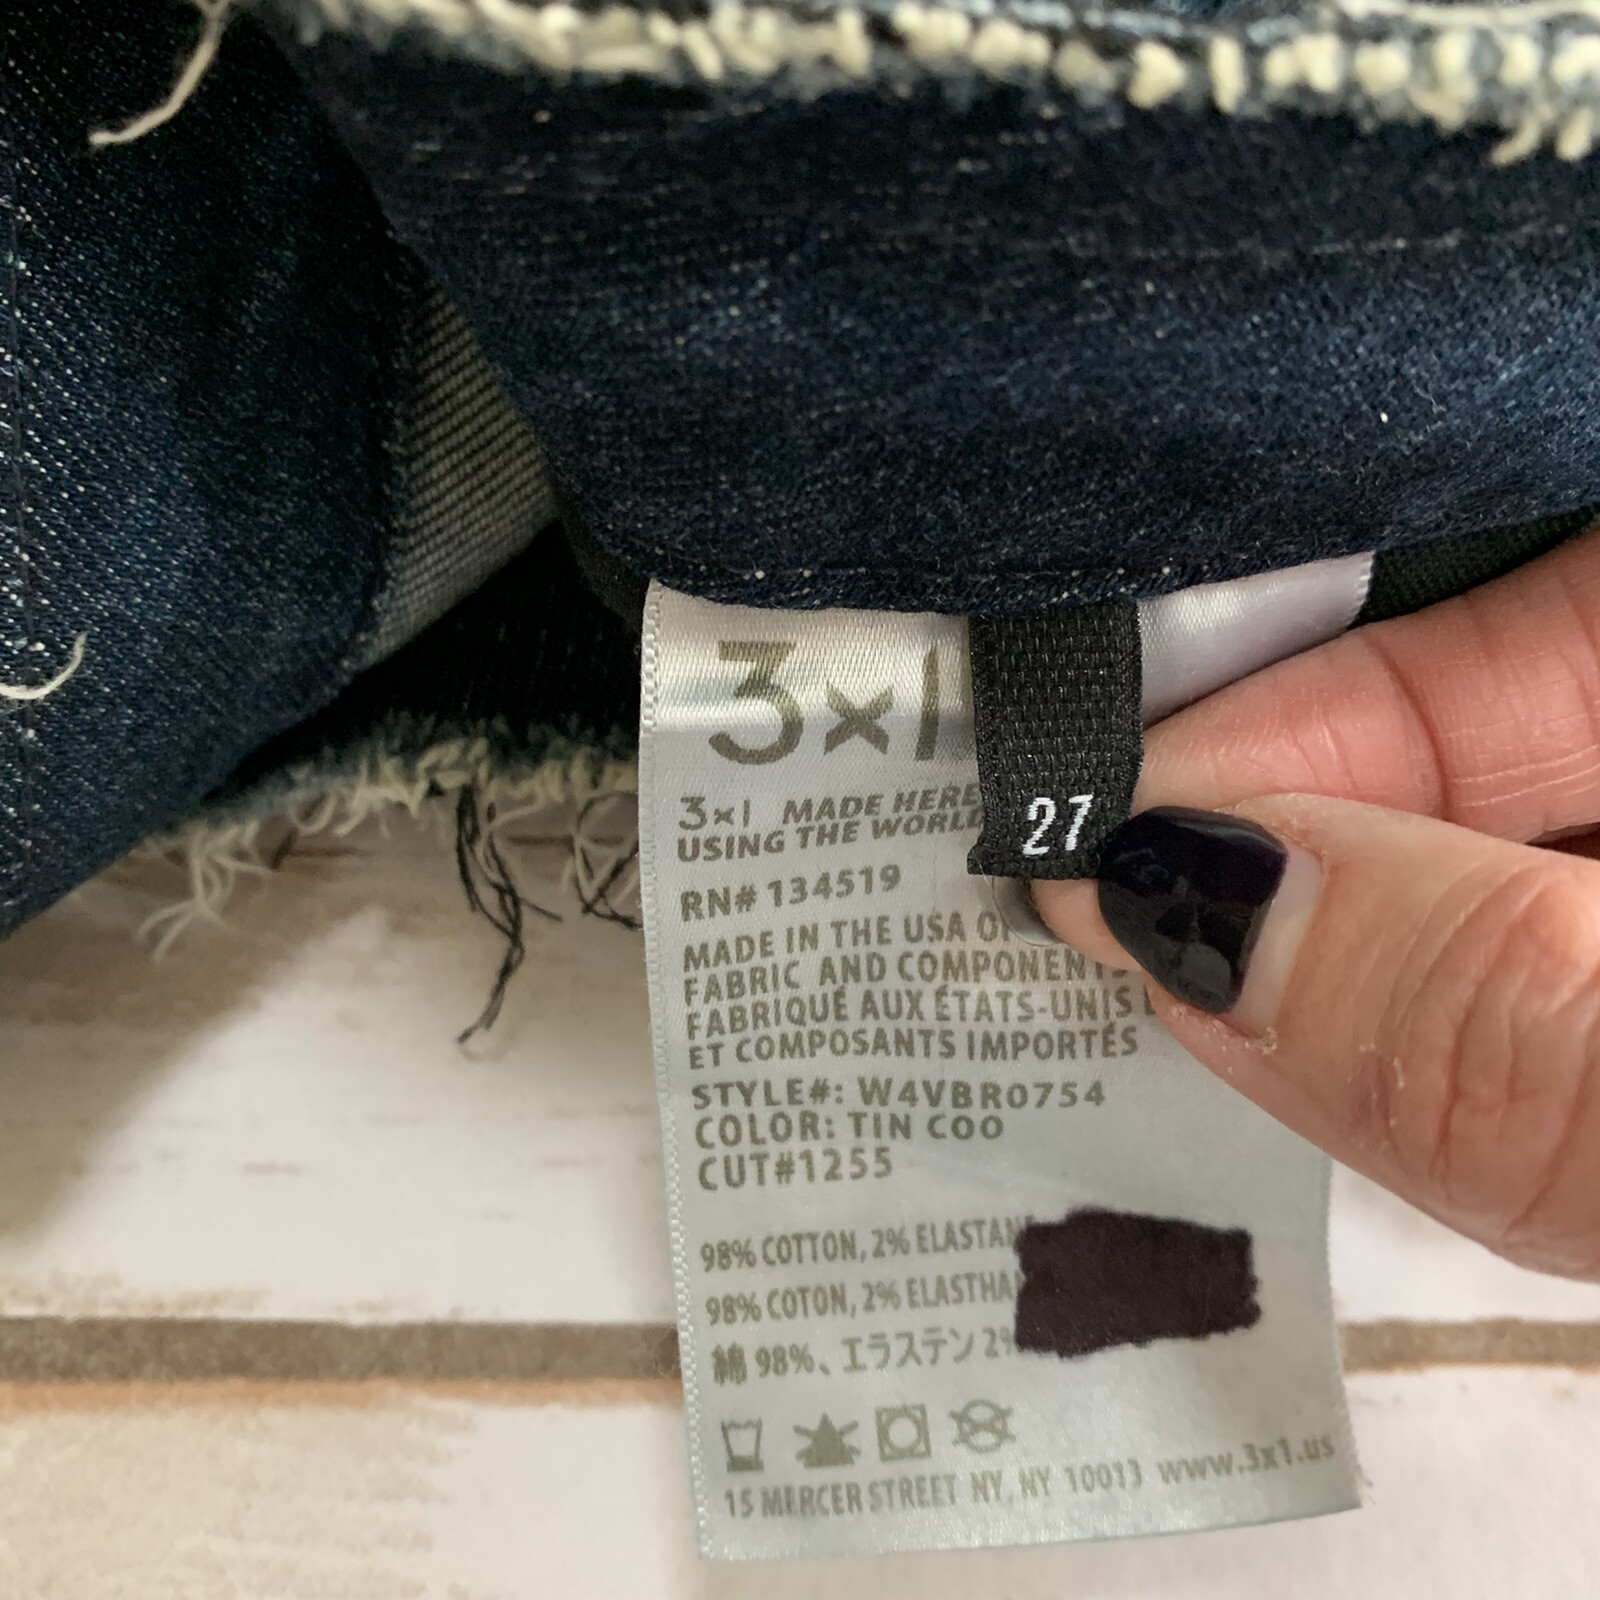 3x1
27
3x1 MADE HERE
USING THE WORLD
RN# 134519
MADE IN THE USA OF
FABRIC AND COMPONENTS
FABRIQUÉ AUX ÉTATS-UNIS
ET COMPOSANTS IMPORTÉS
STYLE#: W4VBR0754
COLOR: TIN COO
CUT#1255
98% COTTON, 2% ELASTAN
98% COTON, 2% ELASTHA
綿 98%、エラステン 2%
15 MERCER STREET NY, NY 10013 www.3x1.us